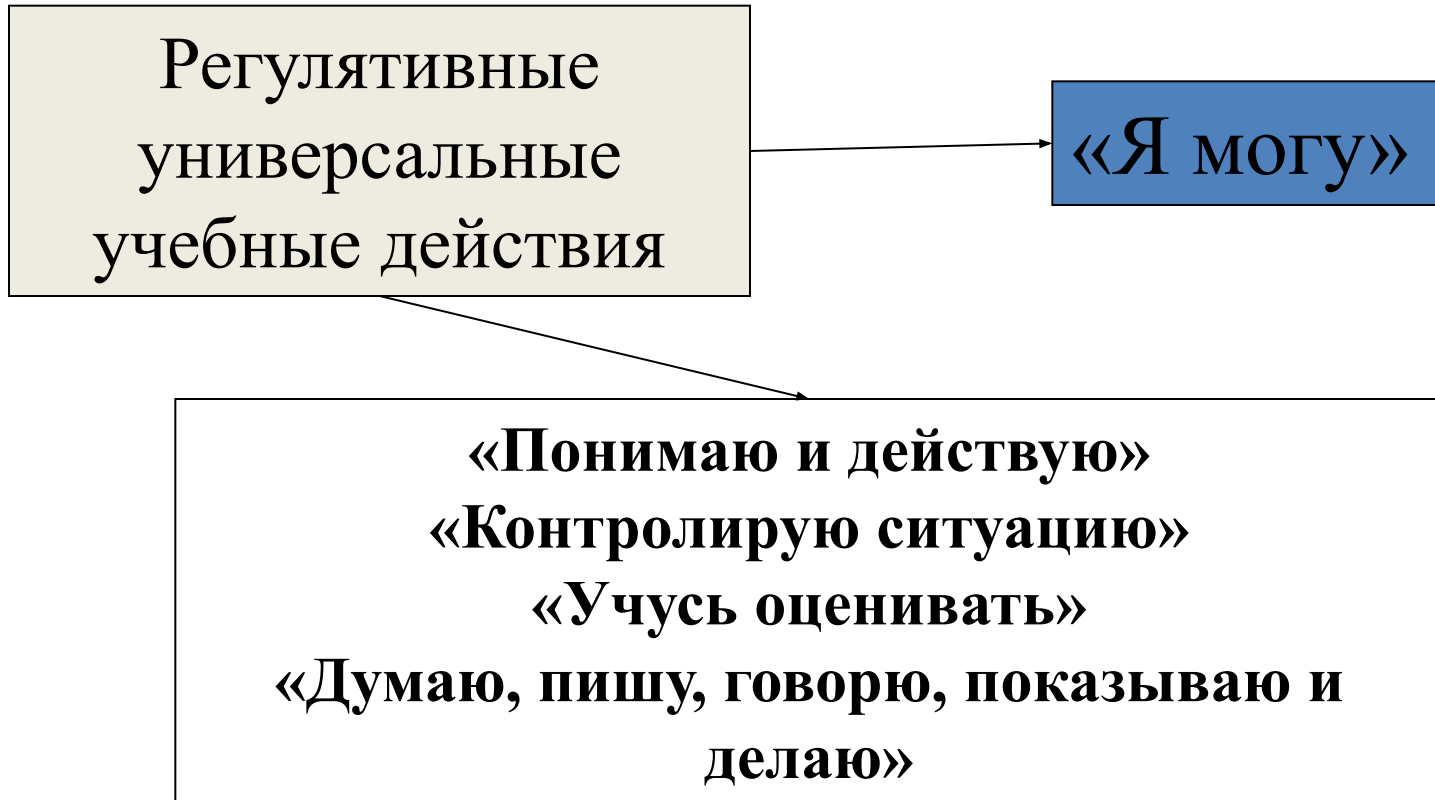 Регулятивные
универсальные
учебные действия
«Я могу»
«Понимаю и действую»
«Контролирую ситуацию»
«Учусь оценивать»
«Думаю, пишу, говорю, показываю и
делаю»